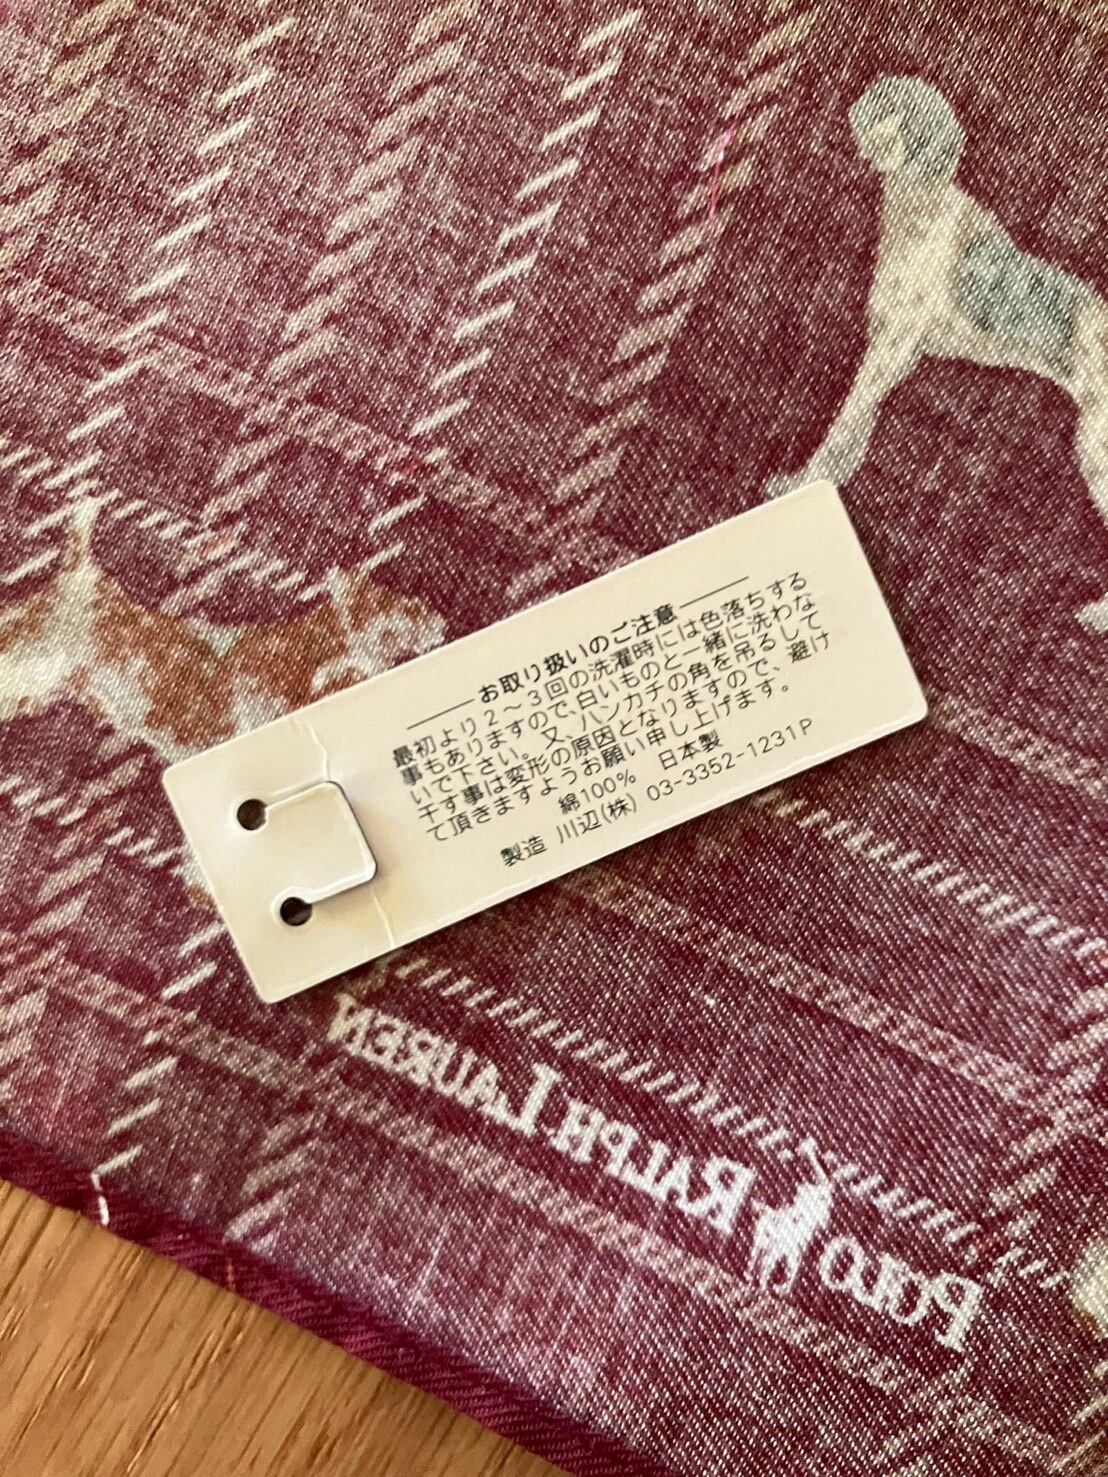 お取り扱いのご注意
最初より2～3回の洗濯時には色落ちする
事もありますので、白いものと一緒に洗わな
いで下さい。又、ハンカチの角を吊るして
干す事は変形の原因となりますので、避け
て頂きますようお願い申し上げます。
綿100% 日本製
製造 川辺(株) 03-3352-1231P
POLO RALPH LAUREN